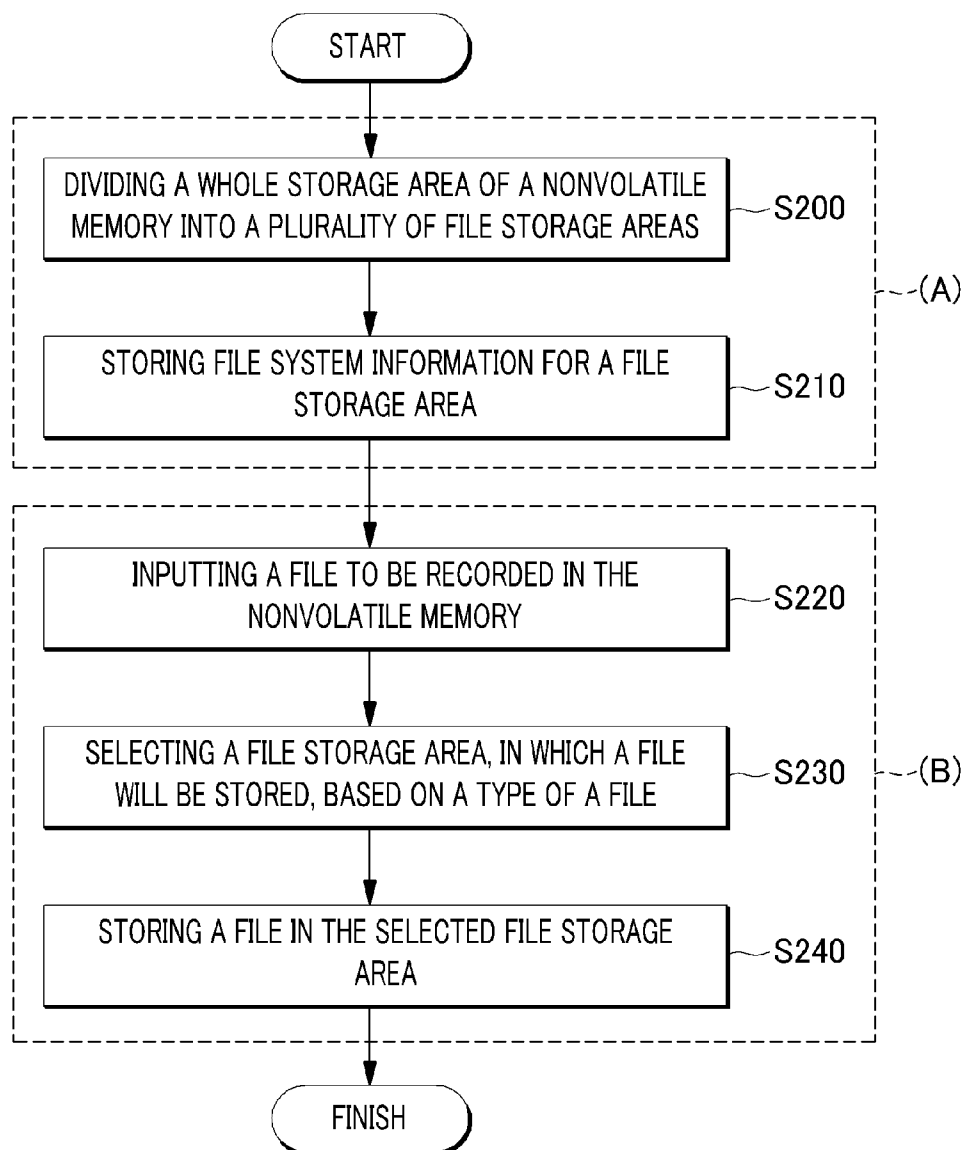 START
DIVIDING A WHOLE STORAGE AREA OF A NONVOLATILE
MEMORY INTO A PLURALITY OF FILE STORAGE AREAS
S200
(A)
STORING FILE SYSTEM INFORMATION FOR A FILE
STORAGE AREA
S210
INPUTTING A FILE TO BE RECORDED IN THE
NONVOLATILE MEMORY
S220
SELECTING A FILE STORAGE AREA, IN WHICH A FILE
WILL BE STORED, BASED ON A TYPE OF A FILE
S230
(B)
STORING A FILE IN THE SELECTED FILE STORAGE
AREA
S240
FINISH